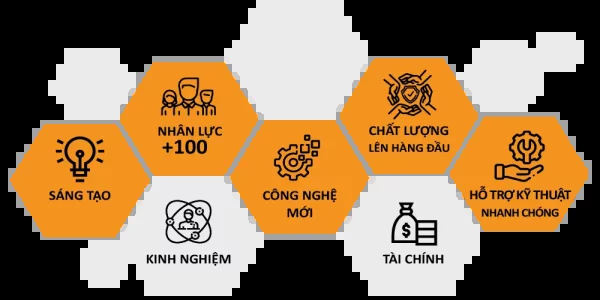 NHÂN LỰC
+100
CHẤT LƯỢNG
LÊN HÀNG ĐẦU
SÁNG TẠO
CÔNG NGHỆ
MỚI
HỖ TRỢ KỸ THUẬT
NHANH CHÓNG
KINH NGHIỆM
$
TÀI CHÍNH